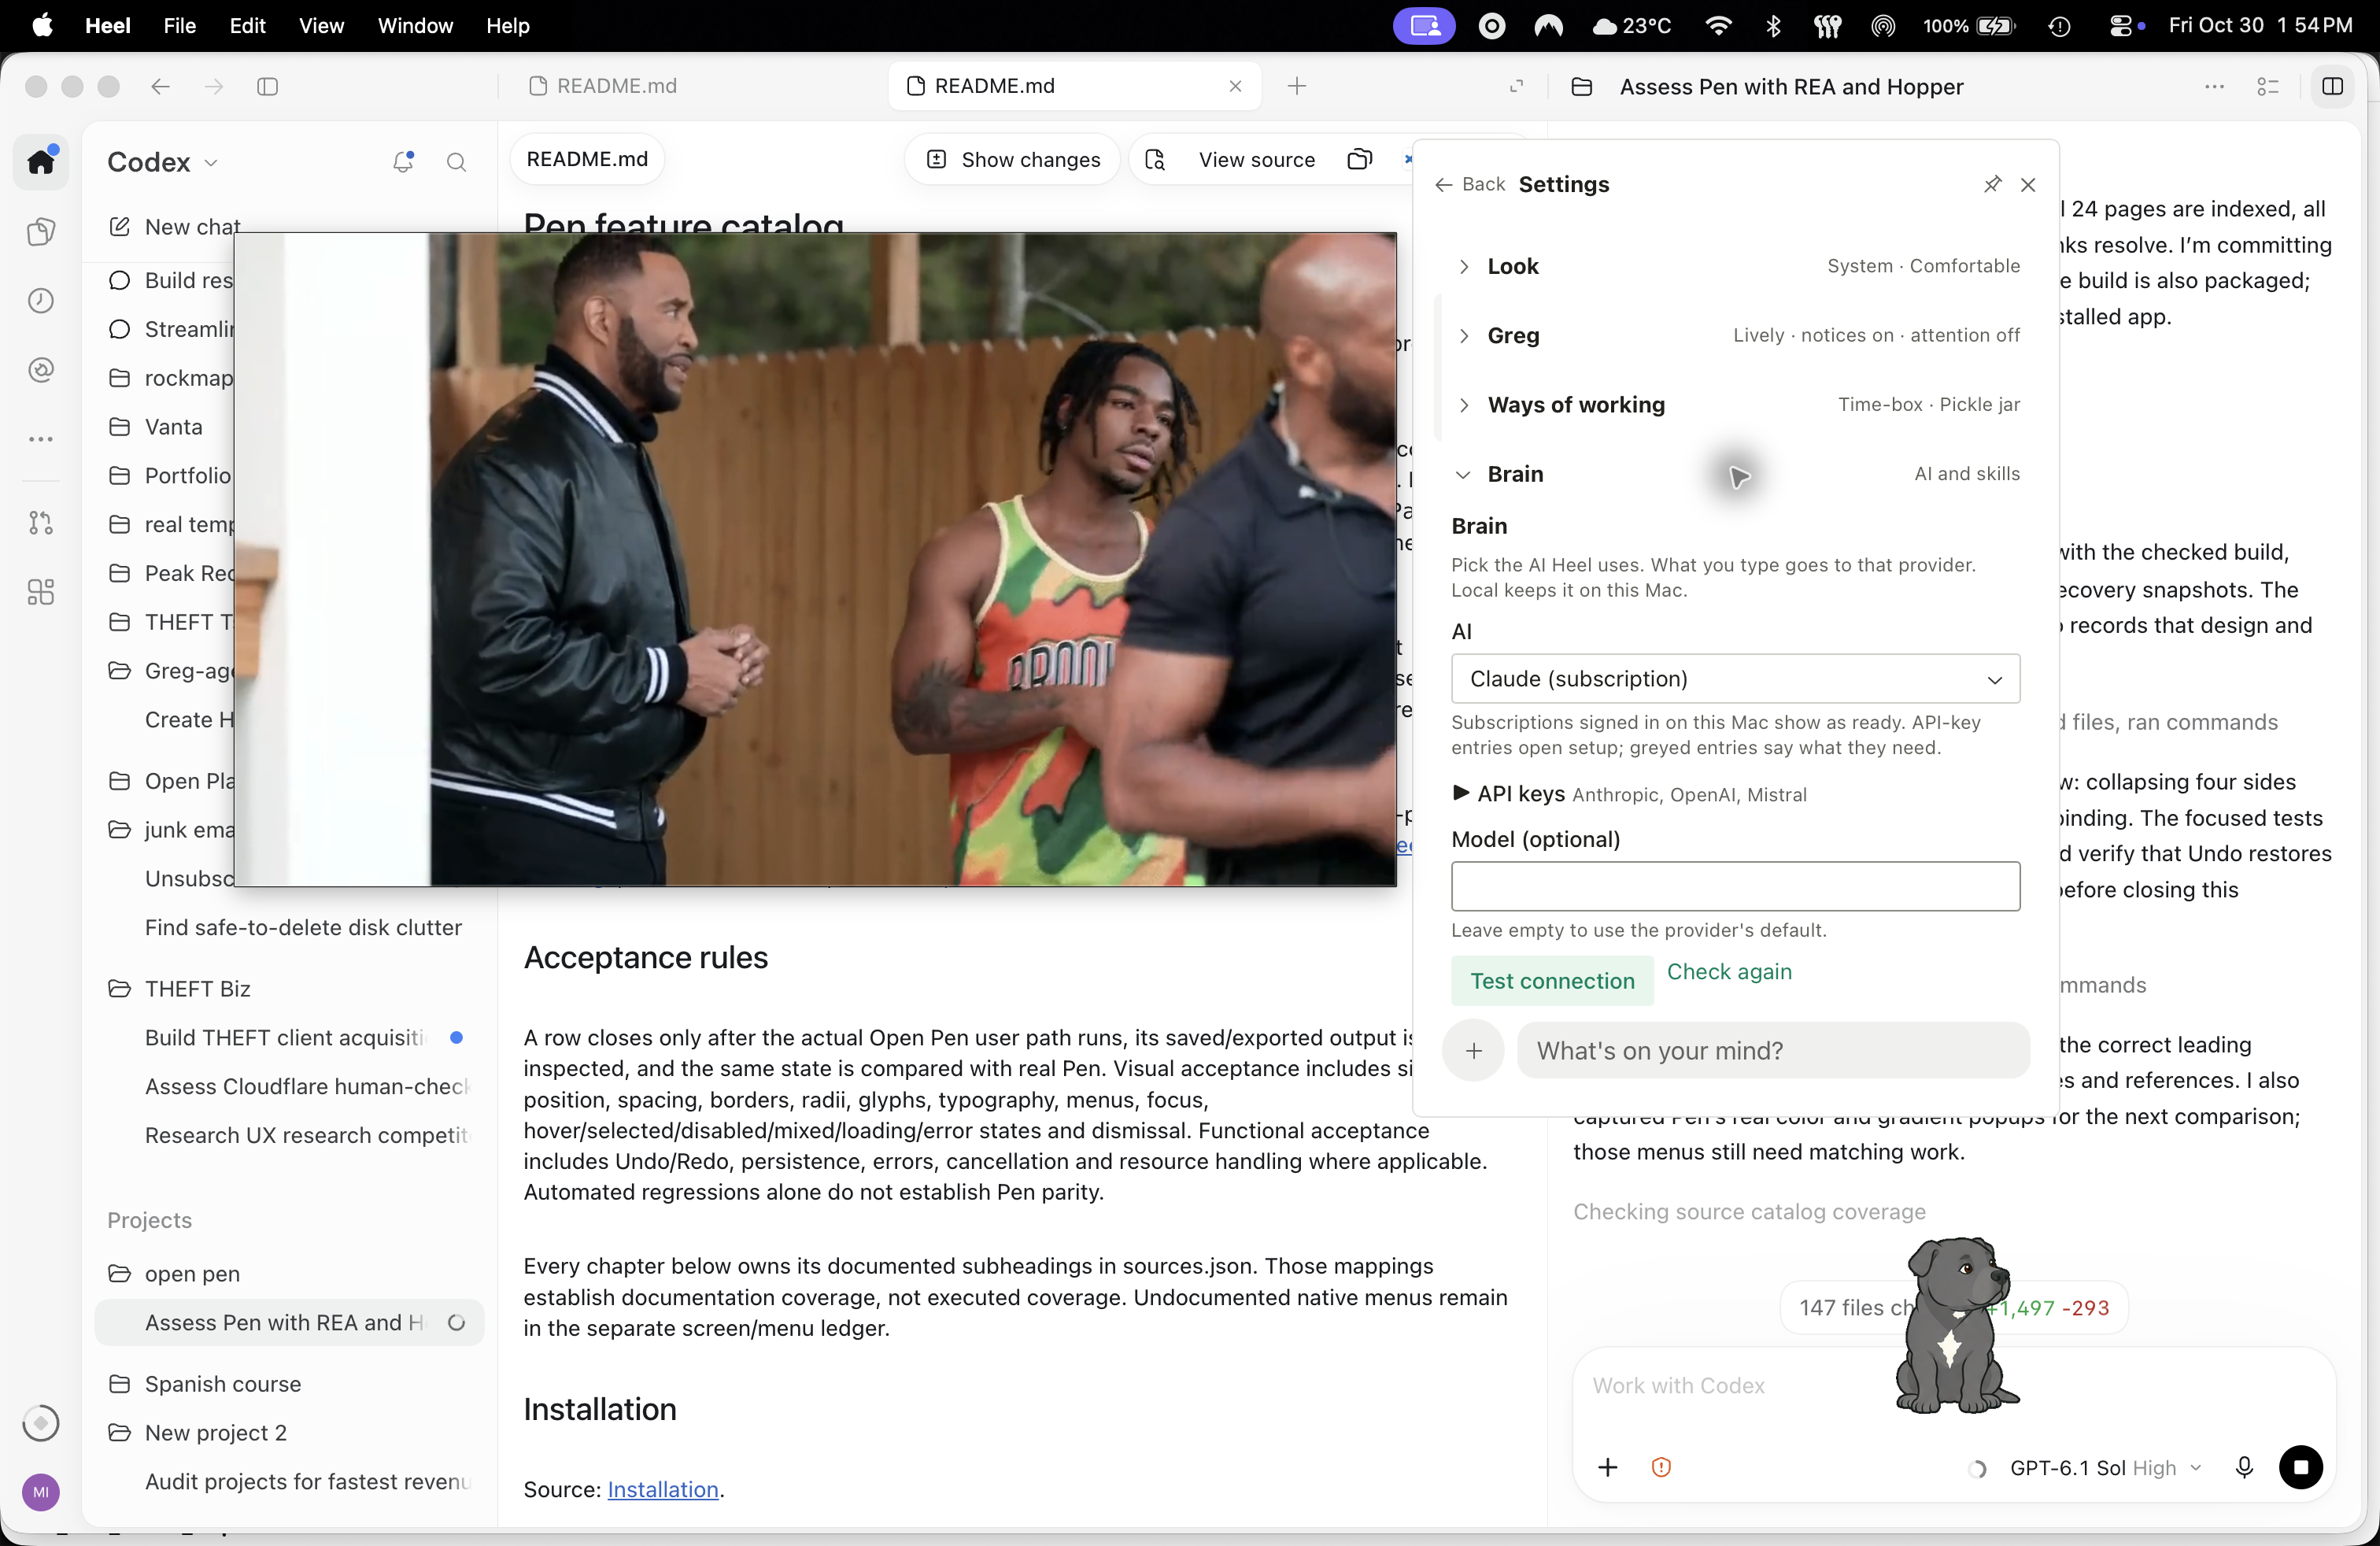 Heel File Edit View Window Help
23°C 100% Fri Oct 30 1 54 PM
README.md
README.md
Assess Pen with REA and Hopper
Codex
New chat
Build res
Streamlin
rockmap
Vanta
Portfolio
real temp
Peak Rec
THEFT T
Greg-age
Create H
Open Pla
junk ema
Unsubsc
Find safe-to-delete disk clutter
THEFT Biz
Build THEFT client acquisiti
Assess Cloudflare human-check
Research UX research competit
Projects
open pen
Assess Pen with REA and H
Spanish course
New project 2
Audit projects for fastest revenu
MI
README.md
Show changes
View source
Pen feature catalog
Acceptance rules
A row closes only after the actual Open Pen user path runs, its saved/exported output is
inspected, and the same state is compared with real Pen. Visual acceptance includes si
position, spacing, borders, radii, glyphs, typography, menus, focus,
hover/selected/disabled/mixed/loading/error states and dismissal. Functional acceptance
includes Undo/Redo, persistence, errors, cancellation and resource handling where applicable.
Automated regressions alone do not establish Pen parity.
Every chapter below owns its documented subheadings in sources.json. Those mappings
establish documentation coverage, not executed coverage. Undocumented native menus remain
in the separate screen/menu ledger.
Installation
Source: Installation.
Back Settings
Look System · Comfortable
Greg Lively · notices on · attention off
Ways of working Time-box · Pickle jar
Brain AI and skills
Brain
Pick the AI Heel uses. What you type goes to that provider.
Local keeps it on this Mac.
AI
Claude (subscription)
Subscriptions signed in on this Mac show as ready. API-key
entries open setup; greyed entries say what they need.
API keys Anthropic, OpenAI, Mistral
Model (optional)
Leave empty to use the provider's default.
Test connection Check again
What's on your mind?
l 24 pages are indexed, all
nks resolve. I’m committing
e build is also packaged;
stalled app.
with the checked build,
ecovery snapshots. The
records that design and
d files, ran commands
w: collapsing four sides
inding. The focused tests
d verify that Undo restores
before closing this
mmands
the correct leading
es and references. I also
captured Pen’s real color and gradient popups for the next comparison;
those menus still need matching work.
Checking source catalog coverage
147 files ch +1,497 -293
Work with Codex
GPT-6.1 Sol High